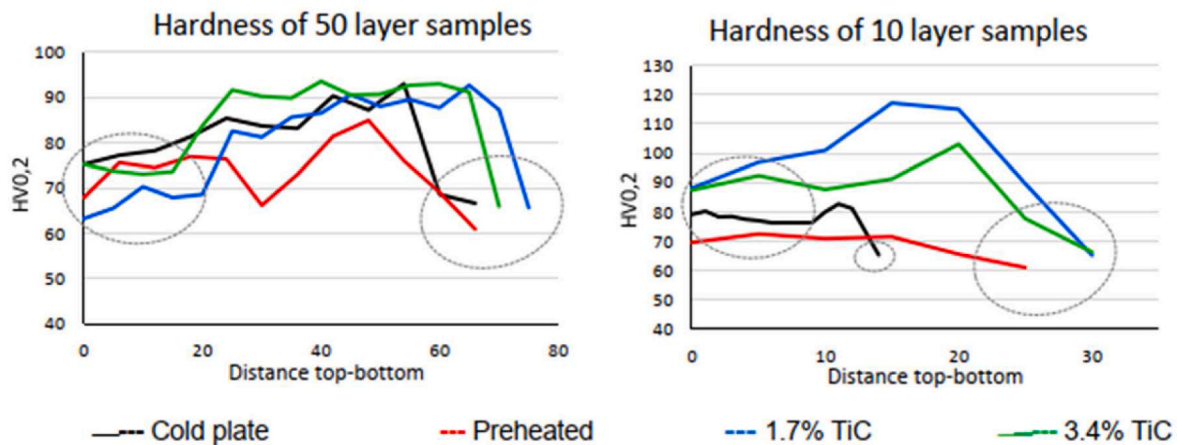 Hardness of 50 layer samples
100
90
80
70
60
50
40
HV0,2
0 20 40 60 80
Distance top-bottom
Hardness of 10 layer samples
130
120
110
100
90
80
70
60
50
40
HV0,2
0 10 20 30
Distance top-bottom
Cold plate Preheated 1.7% TiC 3.4% TiC